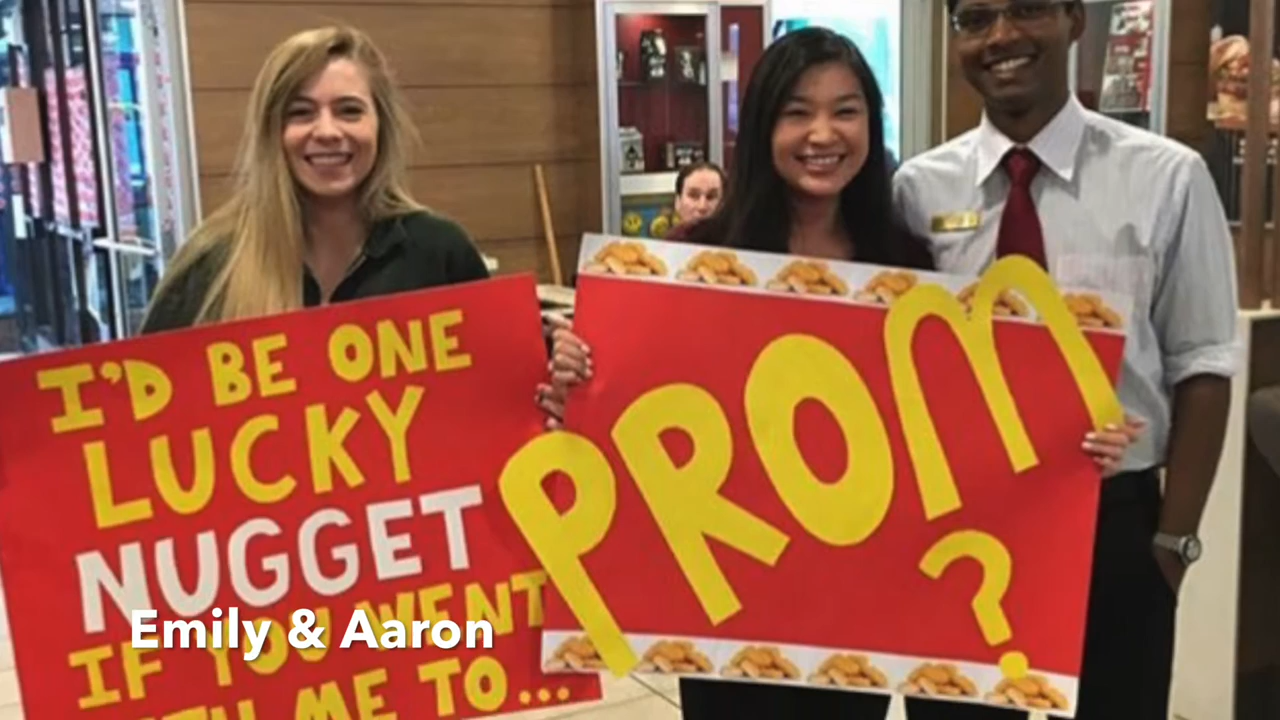 I'D BE ONE
LUCKY
NUGGET
IF YOU WENT
WITH ME TO...
PROM
?
Emily & Aaron